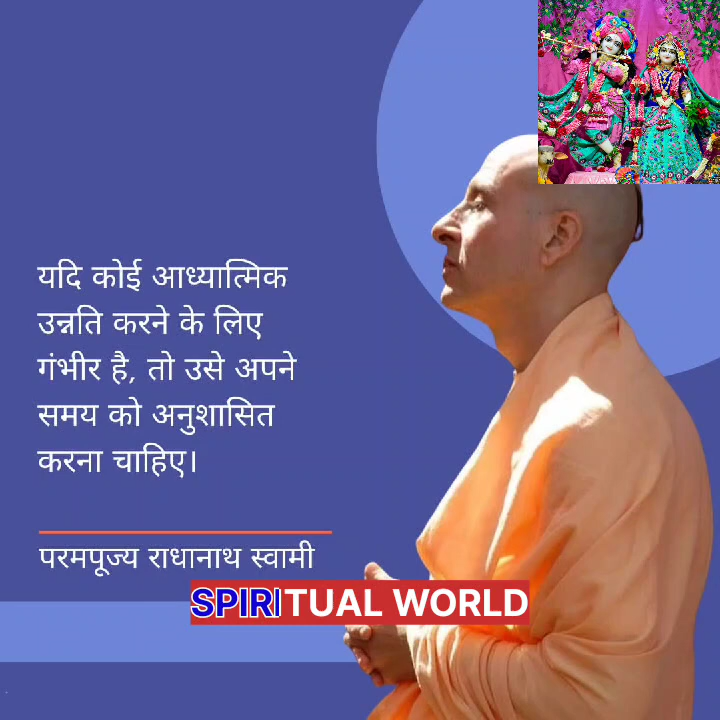 यदि कोई आध्यात्मिक
उन्नति करने के लिए
गंभीर है, तो उसे अपने
समय को अनुशासित
करना चाहिए।
परमपूज्य राधानाथ स्वामी
SPIRITUAL WORLD